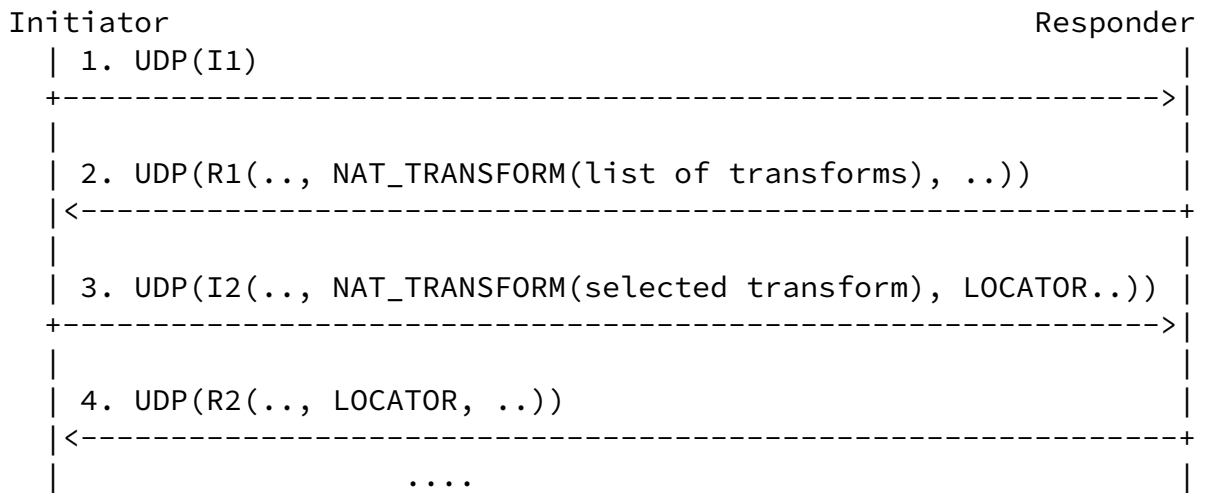 Initiator Responder
1. UDP(I1)
2. UDP(R1(.., NAT_TRANSFORM(list of transforms), ..))
3. UDP(I2(.., NAT_TRANSFORM(selected transform), LOCATOR..))
4. UDP(R2(.., LOCATOR, ..))
....